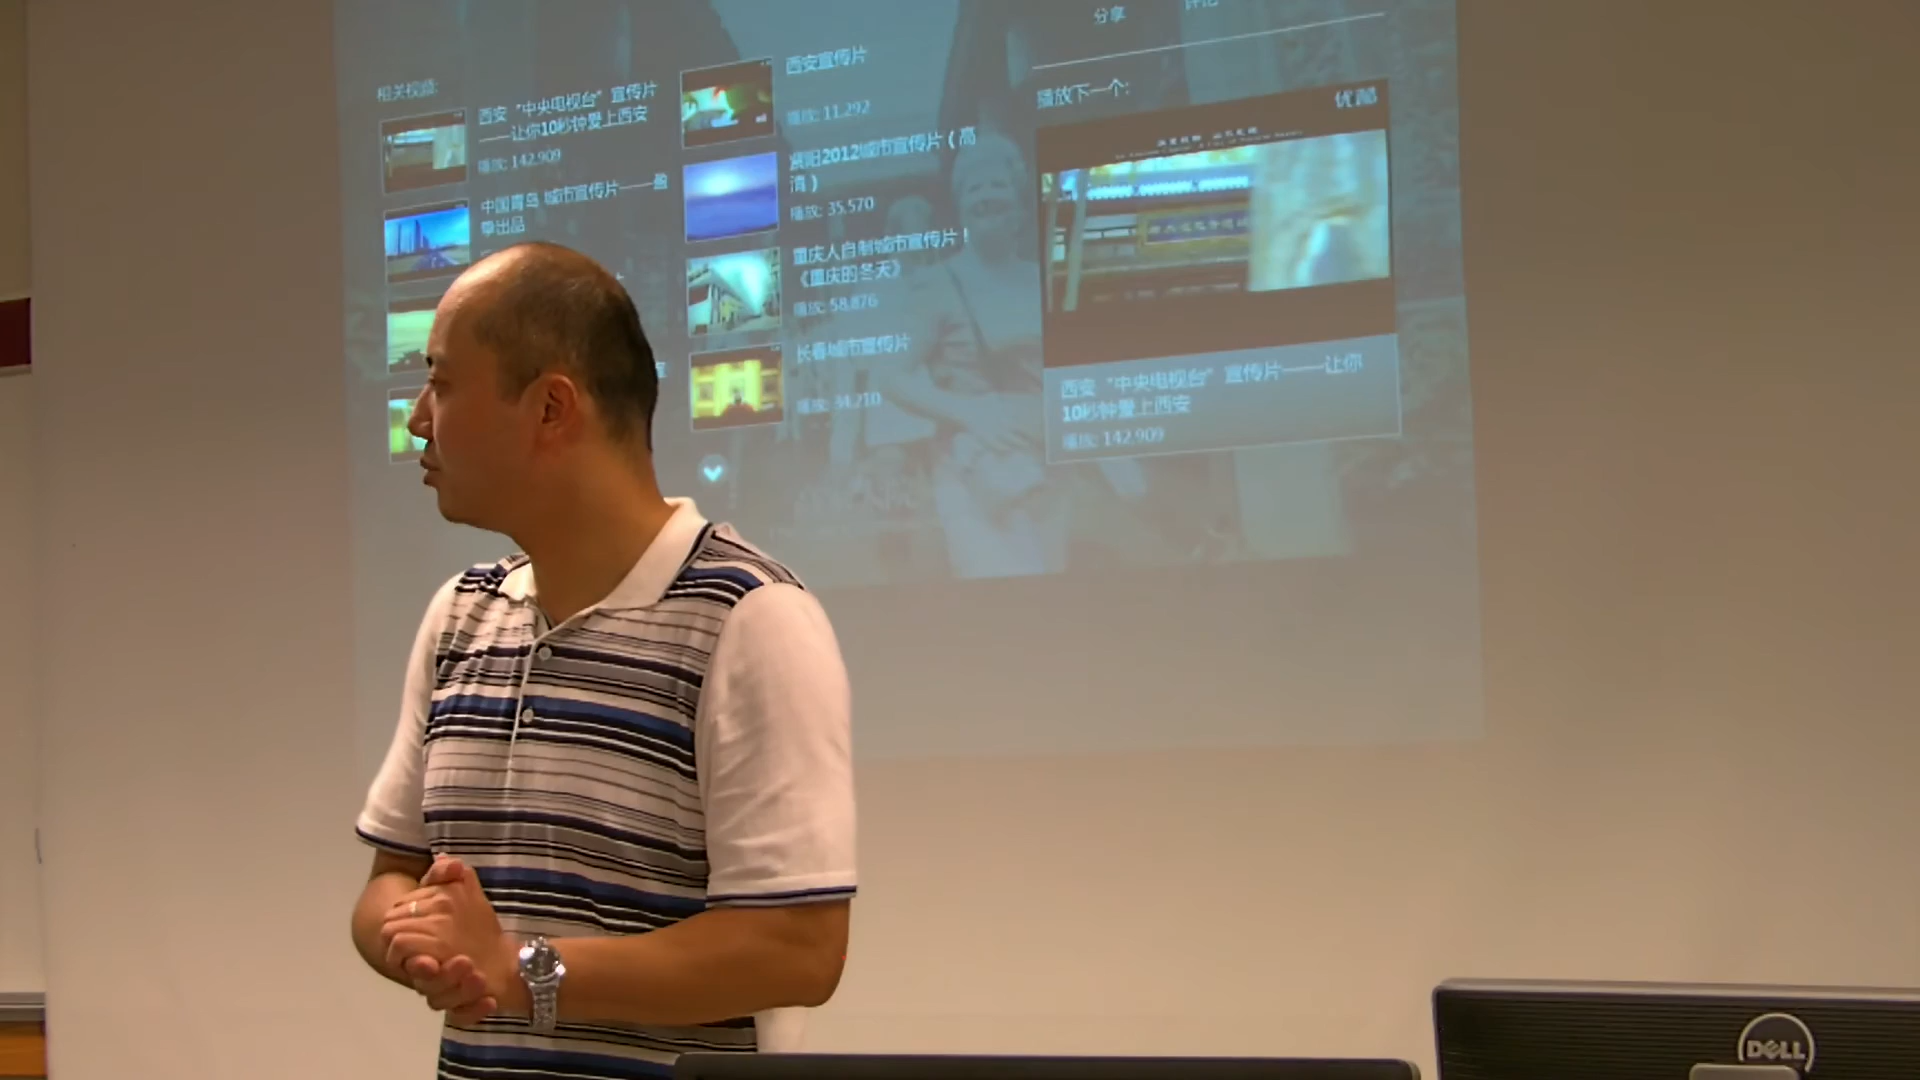 相关视频:
西安“中央电视台”宣传片
——让你10秒钟爱上西安
播放: 142,909
中国青岛 城市宣传片——盈
挚出品
西安宣传片
播放: 11,292
资阳2012城市宣传片(高
清)
播放: 35,570
重庆人自制城市宣传片!
《重庆的冬天》
播放: 58,876
长春城市宣传片
播放: 34,210
分享
评论
播放下一个:
优酷
西安“中央电视台”宣传片——让你
10秒钟爱上西安
播放: 142,909
DELL